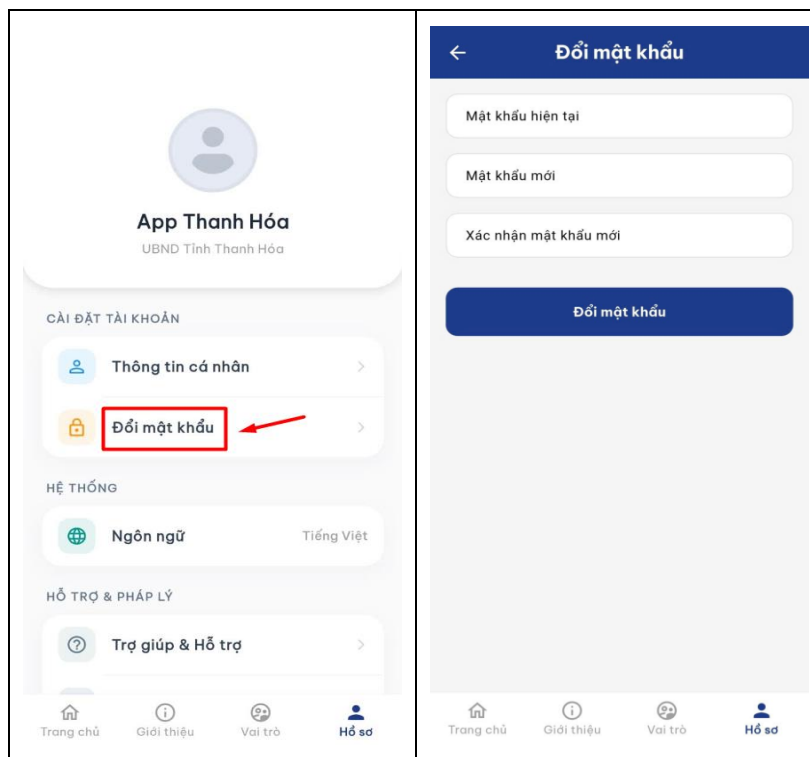 App Thanh Hóa
UBND Tỉnh Thanh Hóa
CÀI ĐẶT TÀI KHOẢN
Thông tin cá nhân
Đổi mật khẩu
HỆ THỐNG
Ngôn ngữ Tiếng Việt
HỖ TRỢ & PHÁP LÝ
Trợ giúp & Hỗ trợ
Trang chủ Giới thiệu Vai trò Hồ sơ
Đổi mật khẩu
Mật khẩu hiện tại
Mật khẩu mới
Xác nhận mật khẩu mới
Đổi mật khẩu
Trang chủ Giới thiệu Vai trò Hồ sơ